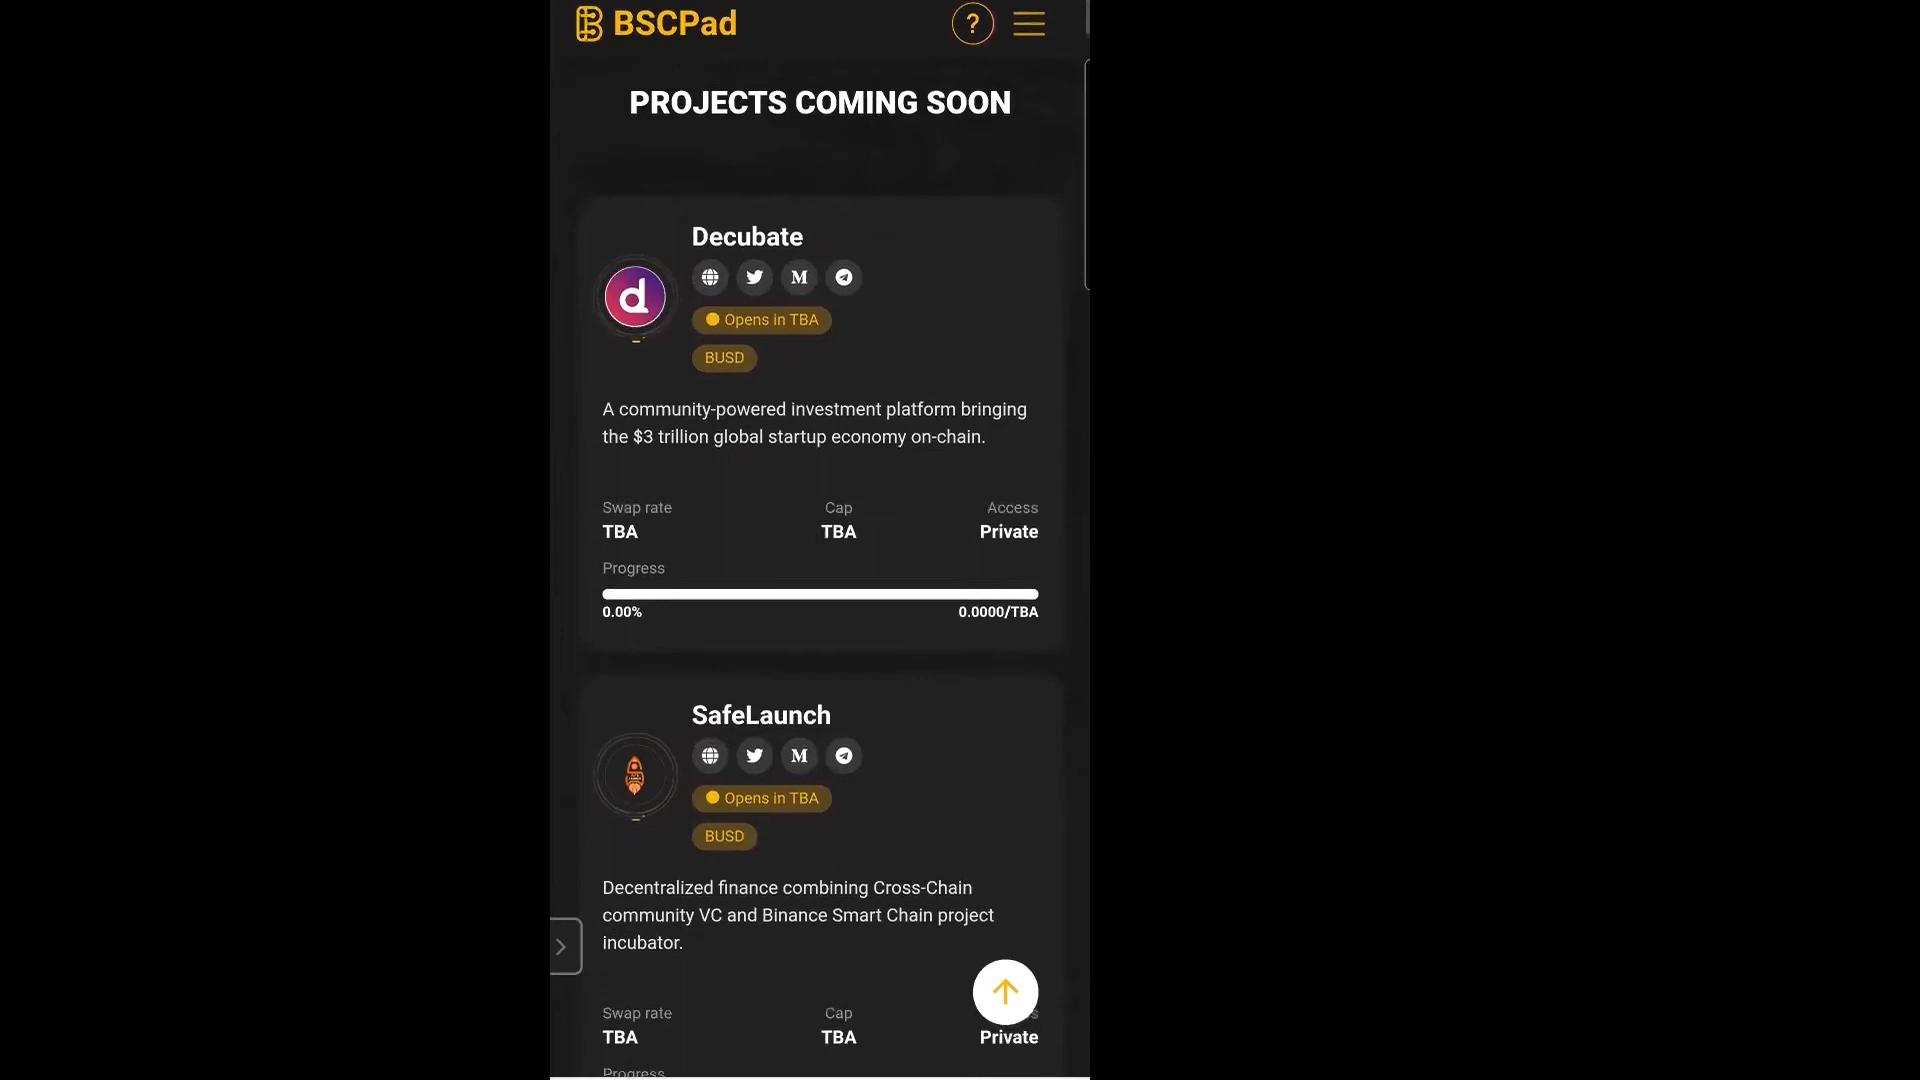 BSCPad
?
PROJECTS COMING SOON
Decubate
Opens in TBA
BUSD
A community-powered investment platform bringing
the $3 trillion global startup economy on-chain.
Swap rate Cap Access
TBA TBA Private
Progress
0.00% 0.0000/TBA
SafeLaunch
Opens in TBA
BUSD
Decentralized finance combining Cross-Chain
community VC and Binance Smart Chain project
incubator.
Swap rate Cap
TBA TBA Private
Progress